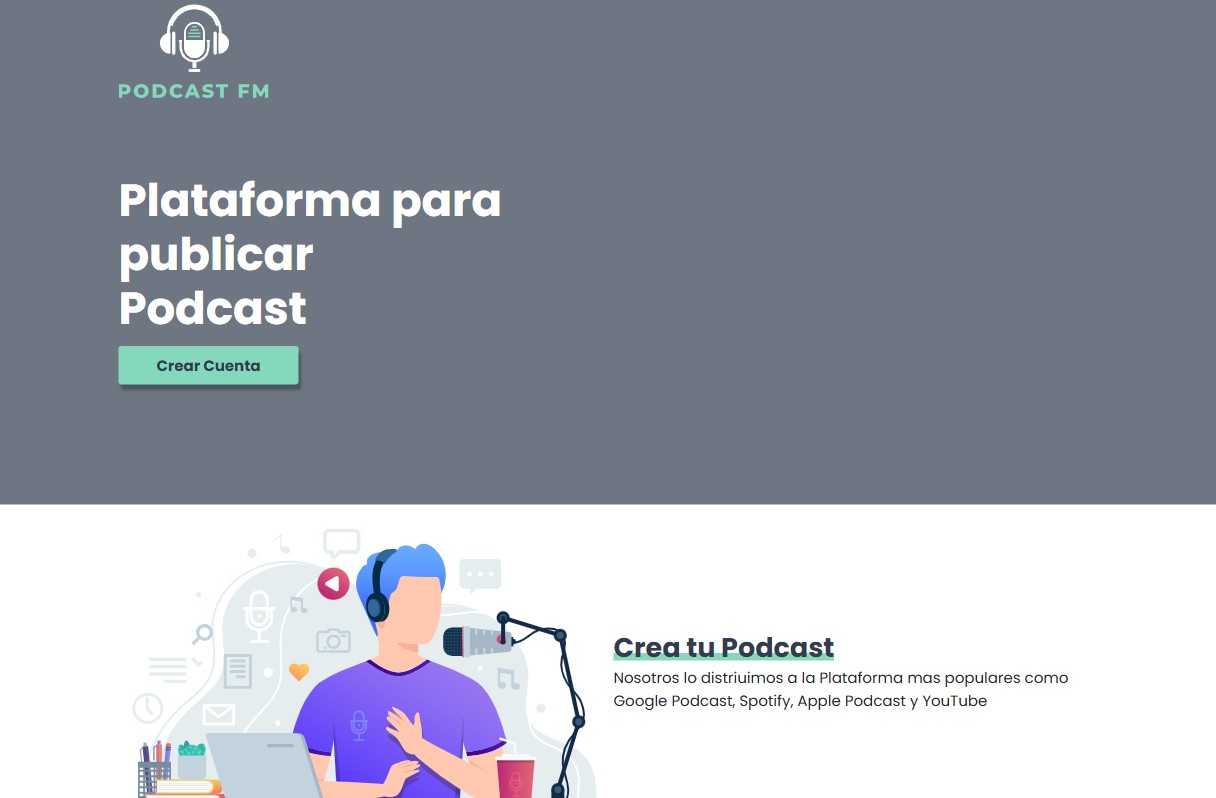 PODCAST FM
Plataforma para
publicar
Podcast
Crear Cuenta
Crea tu Podcast
Nosotros lo distriuimos a la Plataforma mas populares como
Google Podcast, Spotify, Apple Podcast y YouTube